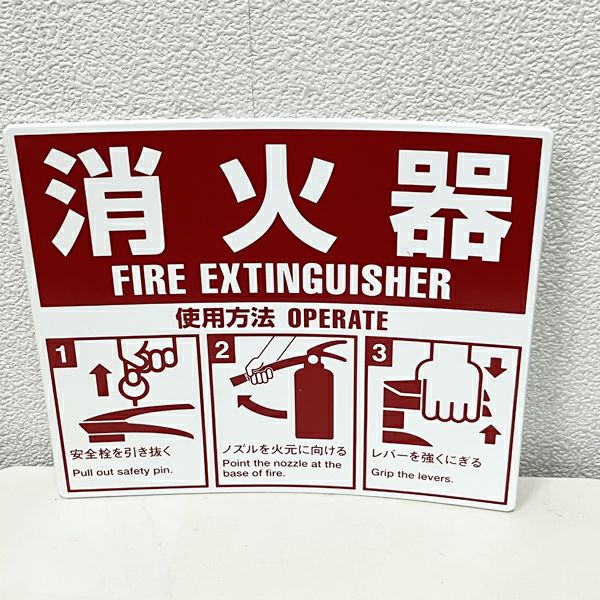 消火器
FIRE EXTINGUISHER
使用方法 OPERATE
1
安全栓を引き抜く
Pull out safety pin.
2
ノズルを火元に向ける
Point the nozzle at the
base of fire.
3
レバーを強くにぎる
Grip the levers.